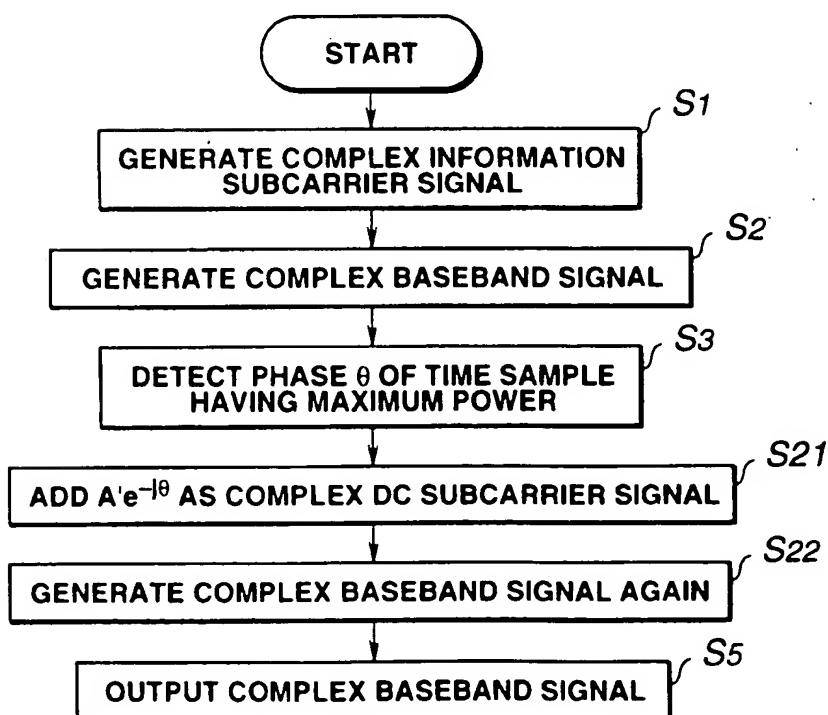 START
S1
GENERATE COMPLEX INFORMATION
SUBCARRIER SIGNAL
S2
GENERATE COMPLEX BASEBAND SIGNAL
S3
DETECT PHASE θ OF TIME SAMPLE
HAVING MAXIMUM POWER
S21
ADD A'e⁻ʲθ AS COMPLEX DC SUBCARRIER SIGNAL
S22
GENERATE COMPLEX BASEBAND SIGNAL AGAIN
S5
OUTPUT COMPLEX BASEBAND SIGNAL